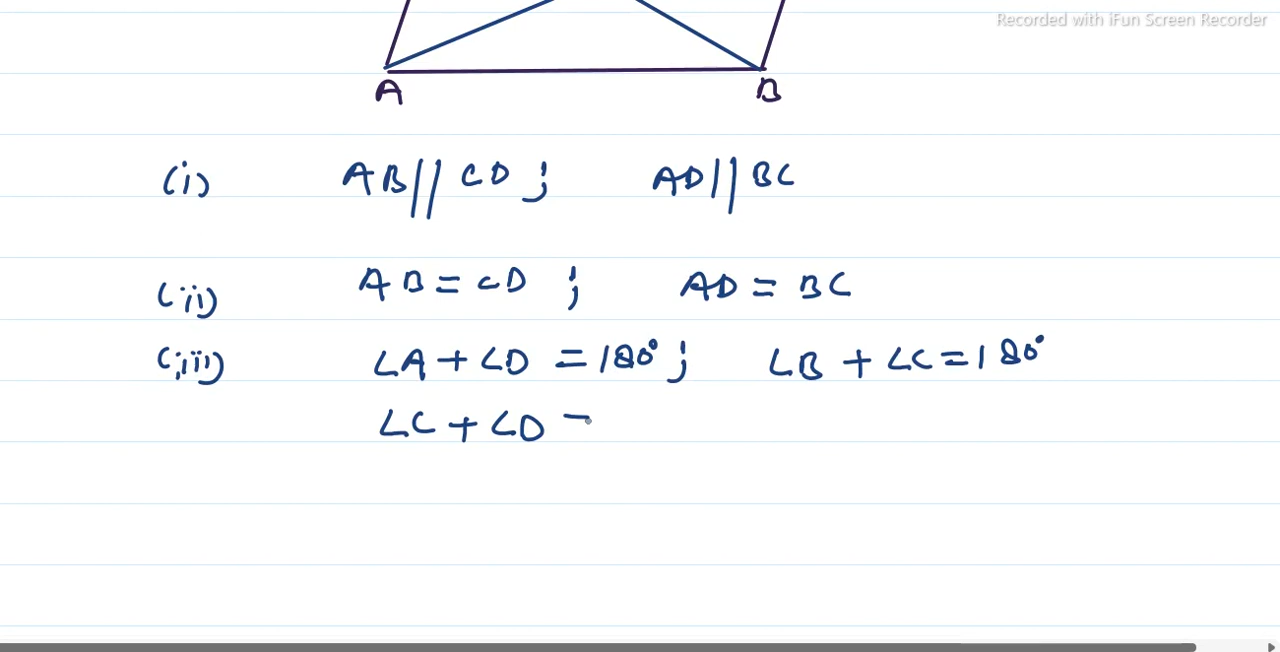 Recorded with iFun Screen Recorder
A B
(i) AB // CD ; AD || BC
(ii) AB = CD ; AD = BC
(iii) ∠A + ∠D = 180° ; ∠B + ∠C = 180°
∠C + ∠D -